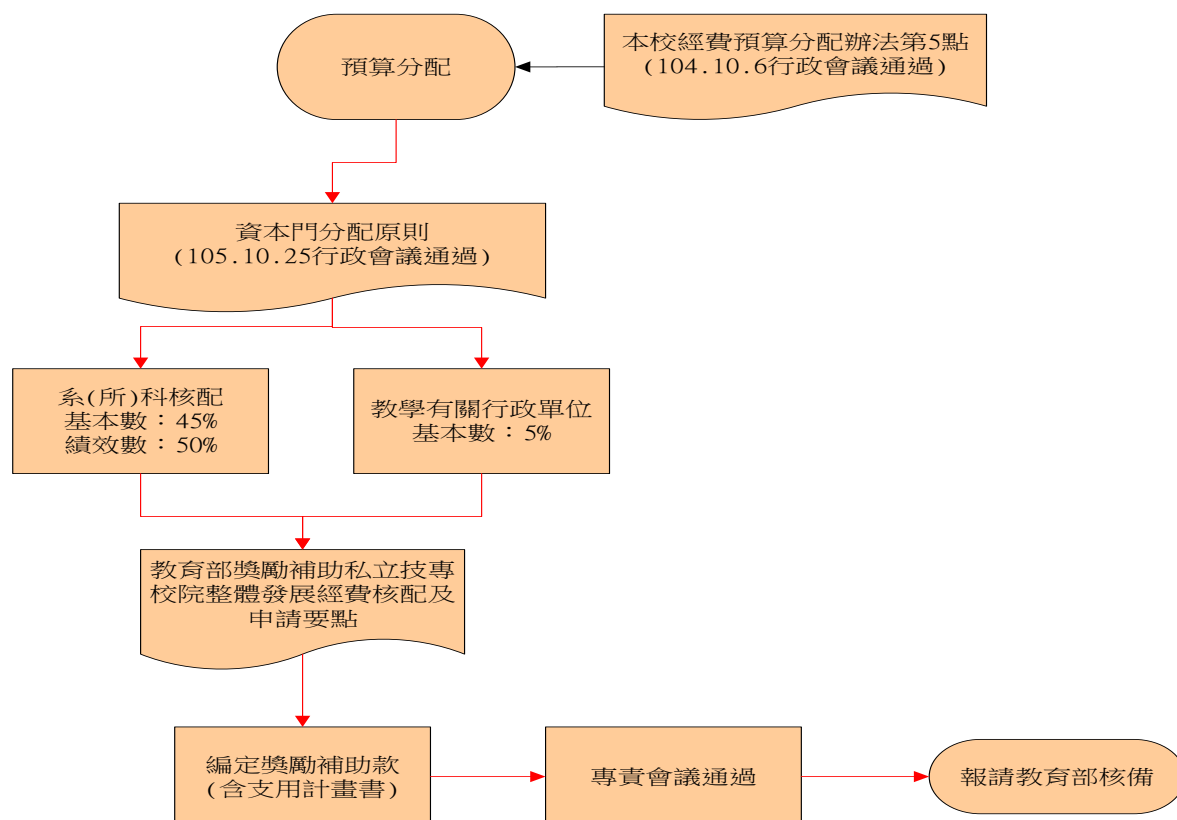 預算分配
本校經費預算分配辦法第5點
(104.10.6行政會議通過)
資本門分配原則
(105.10.25行政會議通過)
系(所)科核配
基本數：45%
績效數：50%
教學有關行政單位
基本數：5%
教育部獎勵補助私立技專
校院整體發展經費核配及
申請要點
編定獎勵補助款
(含支用計畫書)
專責會議通過
報請教育部核備